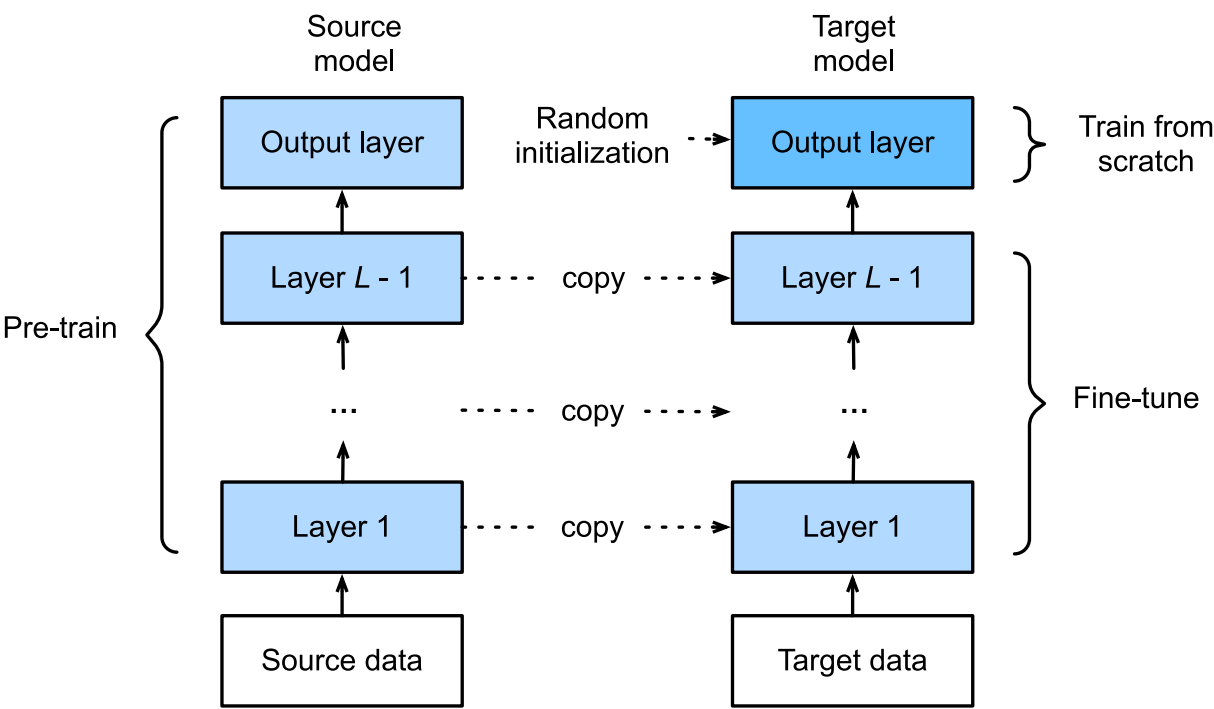 Source
model
Target
model
Output layer
Random
initialization
Output layer
Train from
scratch
Layer L - 1
copy
Layer L - 1
Pre-train
...
copy
...
Fine-tune
Layer 1
copy
Layer 1
Source data
Target data